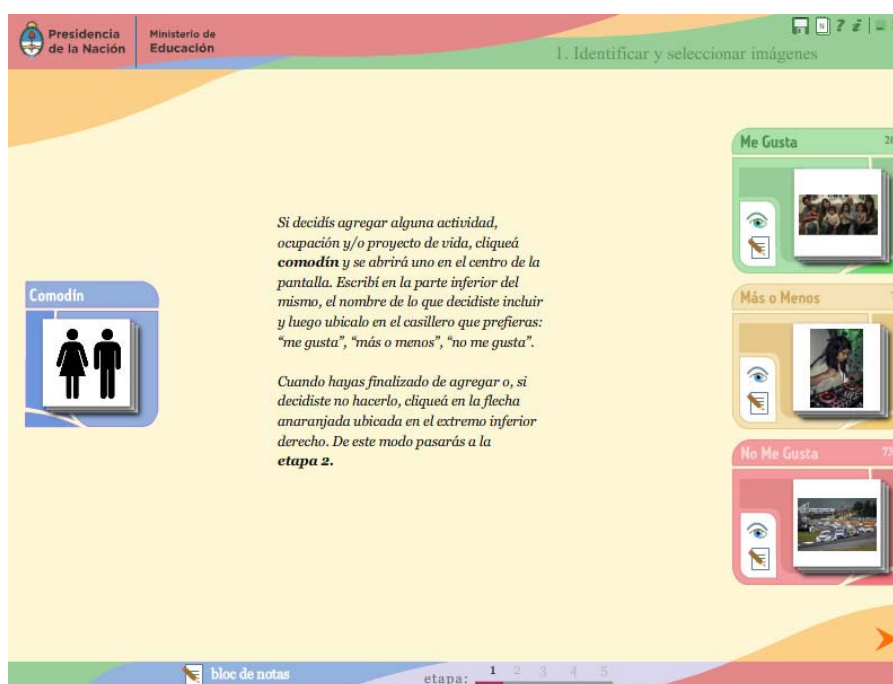 Presidencia
de la Nación
Ministerio de
Educación
1. Identificar y seleccionar imágenes
Me Gusta
Si decidís agregar alguna actividad,
ocupación y/o proyecto de vida, cliqueá
comodín y se abrirá uno en el centro de la
pantalla. Escribí en la parte inferior del
mismo, el nombre de lo que decidiste incluir
y luego ubicalo en el casillero que prefieras:
“me gusta”, “más o menos”, “no me gusta”.
Comodín
Más o Menos
Cuando hayas finalizado de agregar o, si
decidiste no hacerlo, cliqueá en la flecha
anaranjada ubicada en el extremo inferior
derecho. De este modo pasarás a la
etapa 2.
No Me Gusta 73
bloc de notas
etapa: 1 2 3 4 5